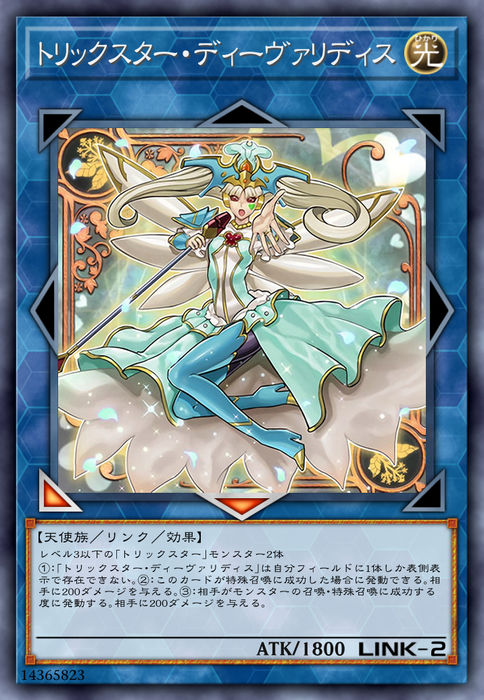 トリックスター・ディーヴァリディス
ひかり
光
【天使族／リンク／効果】
レベル3以下の「トリックスター」モンスター2体
①：「トリックスター・ディーヴァリディス」は自分フィールドに1体しか表側表
示で存在できない。②：このカードが特殊召喚に成功した場合に発動できる。相
手に200ダメージを与える。③：相手がモンスターの召喚・特殊召喚に成功する
度に発動する。相手に200ダメージを与える。
ATK/1800 LINK-2
14365823